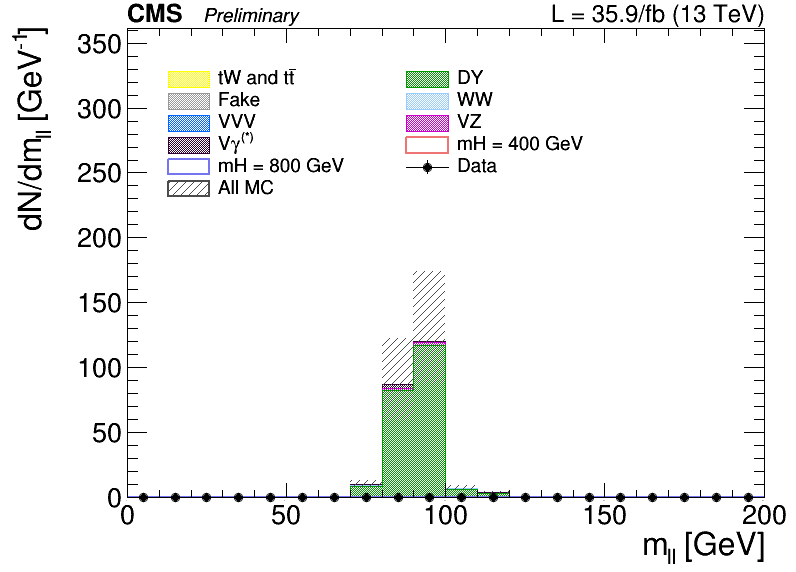 CMS Preliminary L = 35.9/fb (13 TeV)
dN/dm_ll [GeV⁻¹]
350
300
250
200
150
100
50
0
tW and tt̄
Fake
VVV
Vγ⁽*⁾
mH = 800 GeV
All MC
DY
WW
VZ
mH = 400 GeV
Data
0 50 100 150 200
m_ll [GeV]